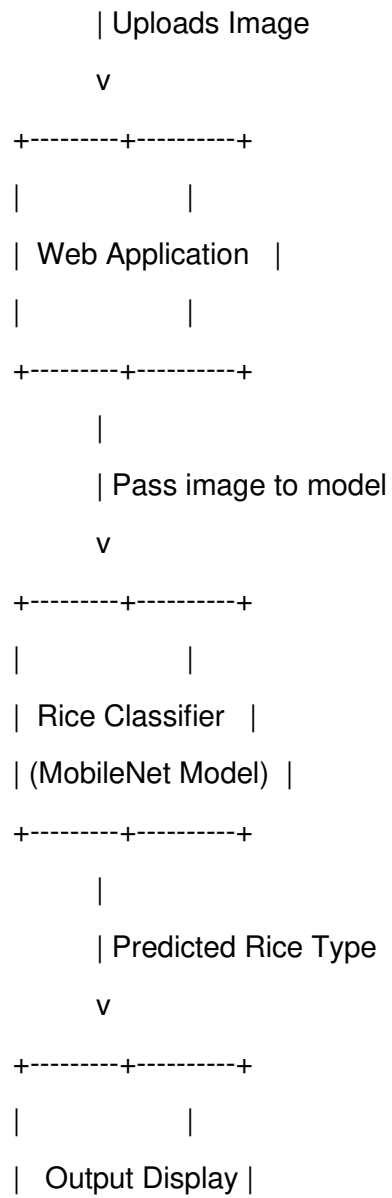 | Uploads Image
v
+---------+----------+
| |
| Web Application |
| |
+---------+----------+
|
| Pass image to model
v
+---------+----------+
| |
| Rice Classifier |
| (MobileNet Model) |
+---------+----------+
|
| Predicted Rice Type
v
+---------+----------+
| |
| Output Display |